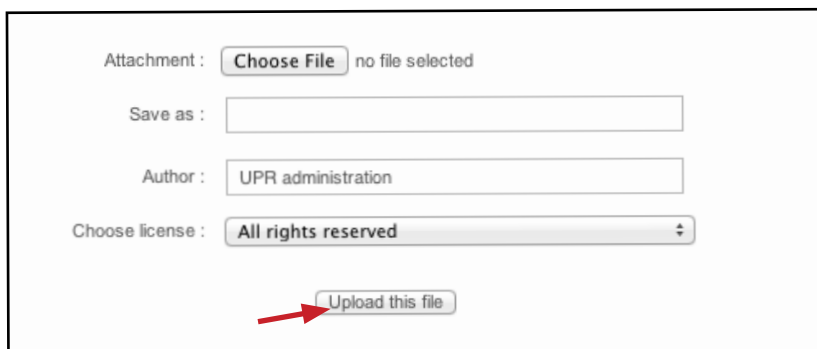 Attachment : Choose File no file selected
Save as :
Author : UPR administration
Choose license : All rights reserved
Upload this file